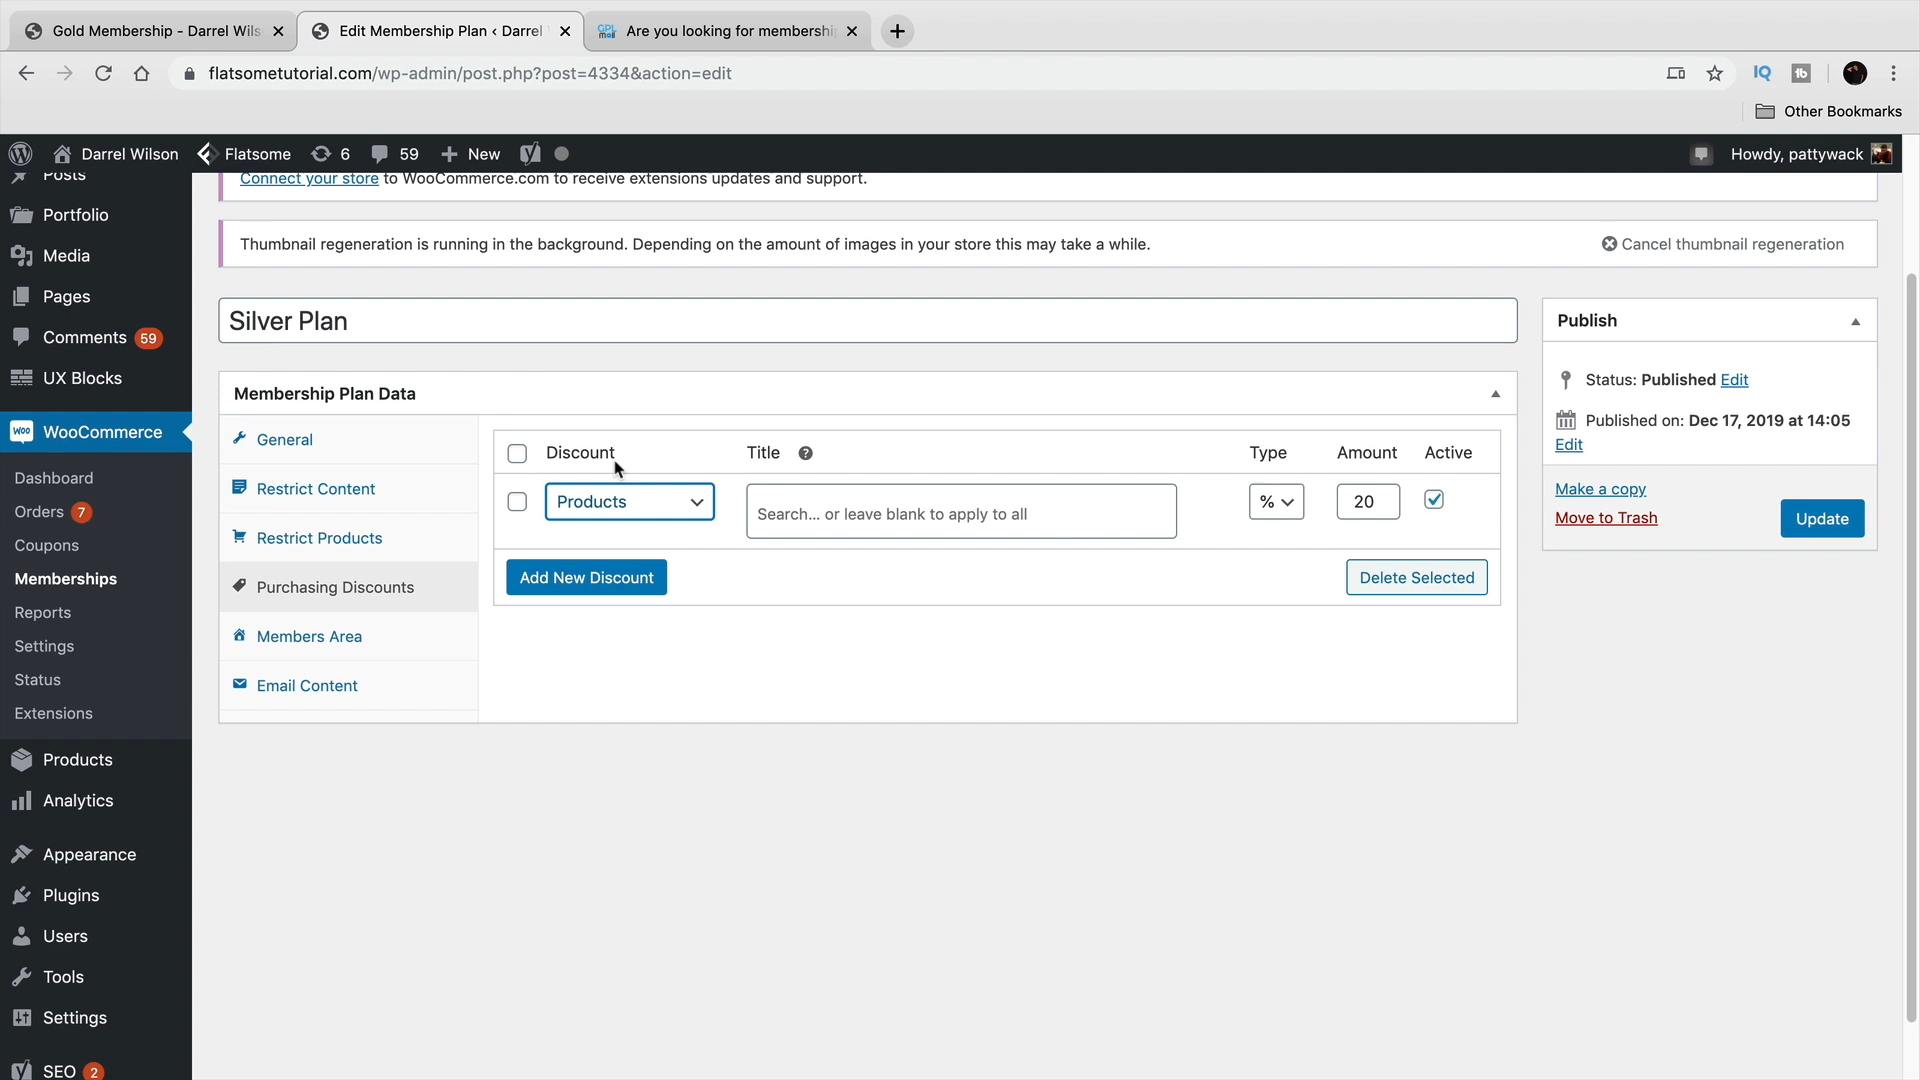 Gold Membership - Darrel Wils
Edit Membership Plan ‹ Darrel
GPL mall
Are you looking for membershi
flatsometutorial.com/wp-admin/post.php?post=4334&action=edit
IQ
tb
Other Bookmarks
Darrel Wilson
Flatsome
6
59
New
Howdy, pattywack
Posts
Portfolio
Media
Pages
Comments 59
UX Blocks
Woo WooCommerce
Dashboard
Orders 7
Coupons
Memberships
Reports
Settings
Status
Extensions
Products
Analytics
Appearance
Plugins
Users
Tools
Settings
SEO 2
Connect your store to WooCommerce.com to receive extensions updates and support.
Thumbnail regeneration is running in the background. Depending on the amount of images in your store this may take a while.
Cancel thumbnail regeneration
Silver Plan
Membership Plan Data
General
Restrict Content
Restrict Products
Purchasing Discounts
Members Area
Email Content
Discount Title ? Type Amount Active
Products Search... or leave blank to apply to all % 20
Add New Discount
Delete Selected
Publish
Status: Published Edit
Published on: Dec 17, 2019 at 14:05
Edit
Make a copy
Move to Trash
Update